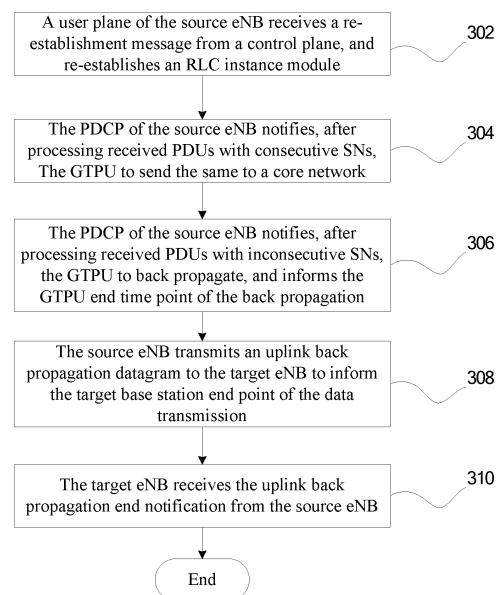 A user plane of the source eNB receives a re-
establishment message from a control plane, and
re-establishes an RLC instance module
302
The PDCP of the source eNB notifies, after
processing received PDUs with consecutive SNs,
The GTPU to send the same to a core network
304
The PDCP of the source eNB notifies, after
processing received PDUs with inconsecutive SNs,
the GTPU to back propagate, and informs the
GTPU end time point of the back propagation
306
The source eNB transmits an uplink back
propagation datagram to the target eNB to inform
the target base station end point of the data
transmission
308
The target eNB receives the uplink back
propagation end notification from the source eNB
310
End